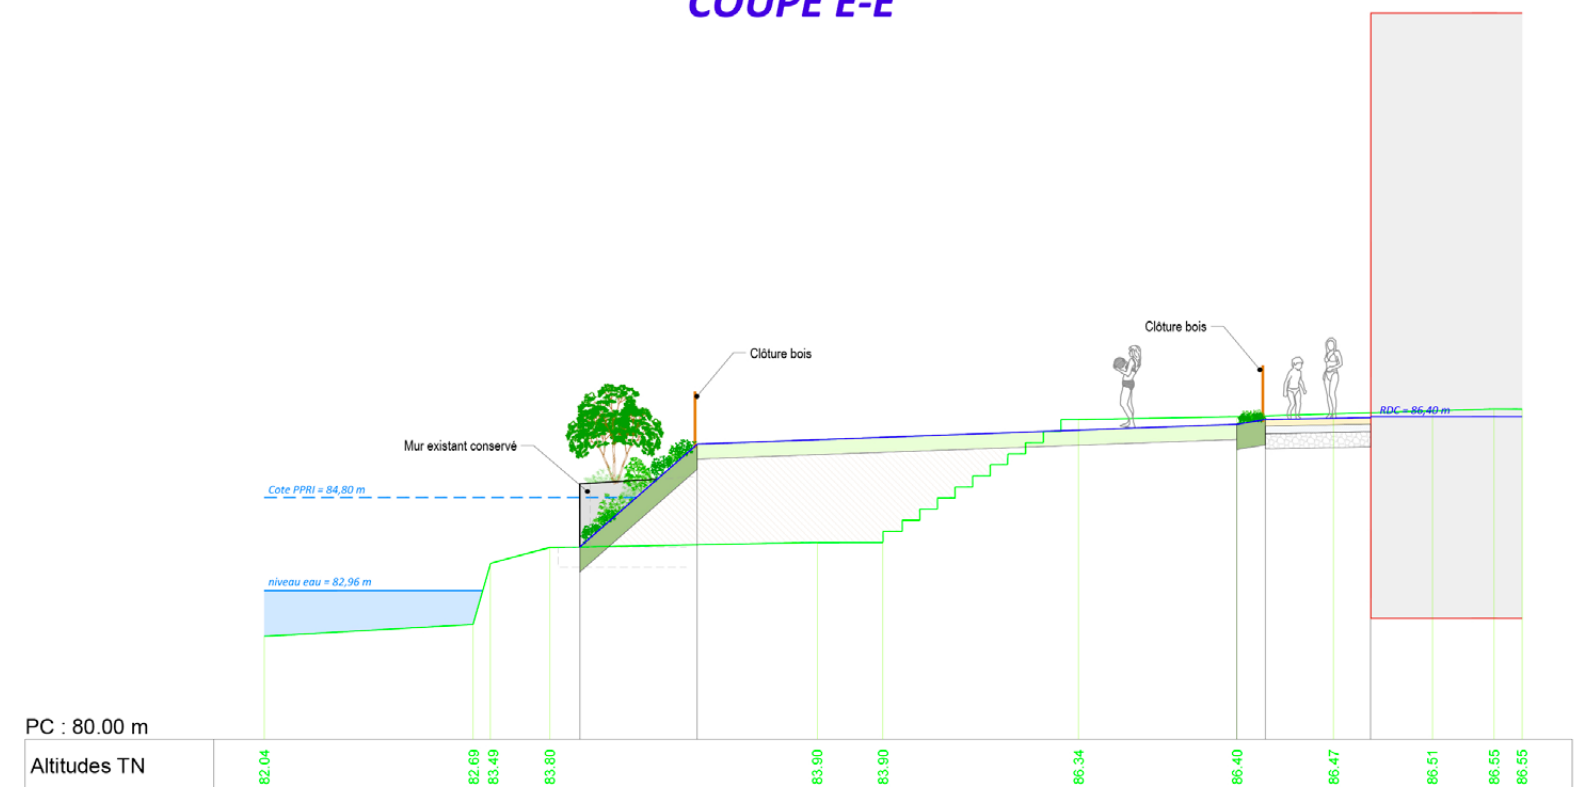 COUPE E-E
Clôture bois
Clôture bois
RDC = 86,40 m
Mur existant conservé
Cote PPRI = 84,80 m
niveau eau = 82,96 m
PC : 80.00 m
Altitudes TN
82.04
82.69
83.49
83.80
83.90
83.90
86.34
86.40
86.47
86.51
86.55
86.55